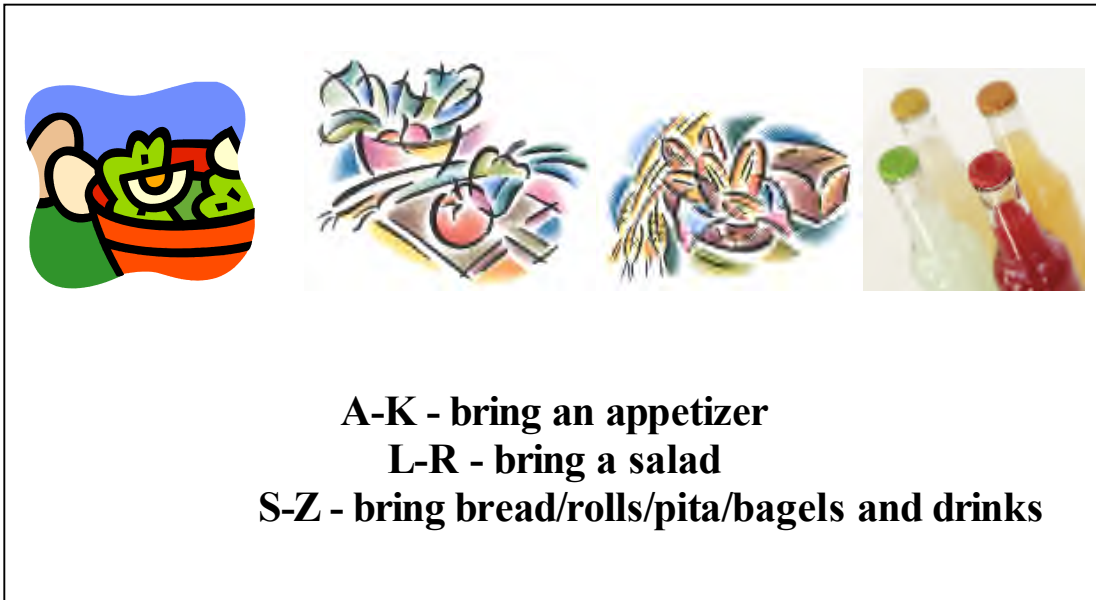 A-K - bring an appetizer
L-R - bring a salad
S-Z - bring bread/rolls/pita/bagels and drinks